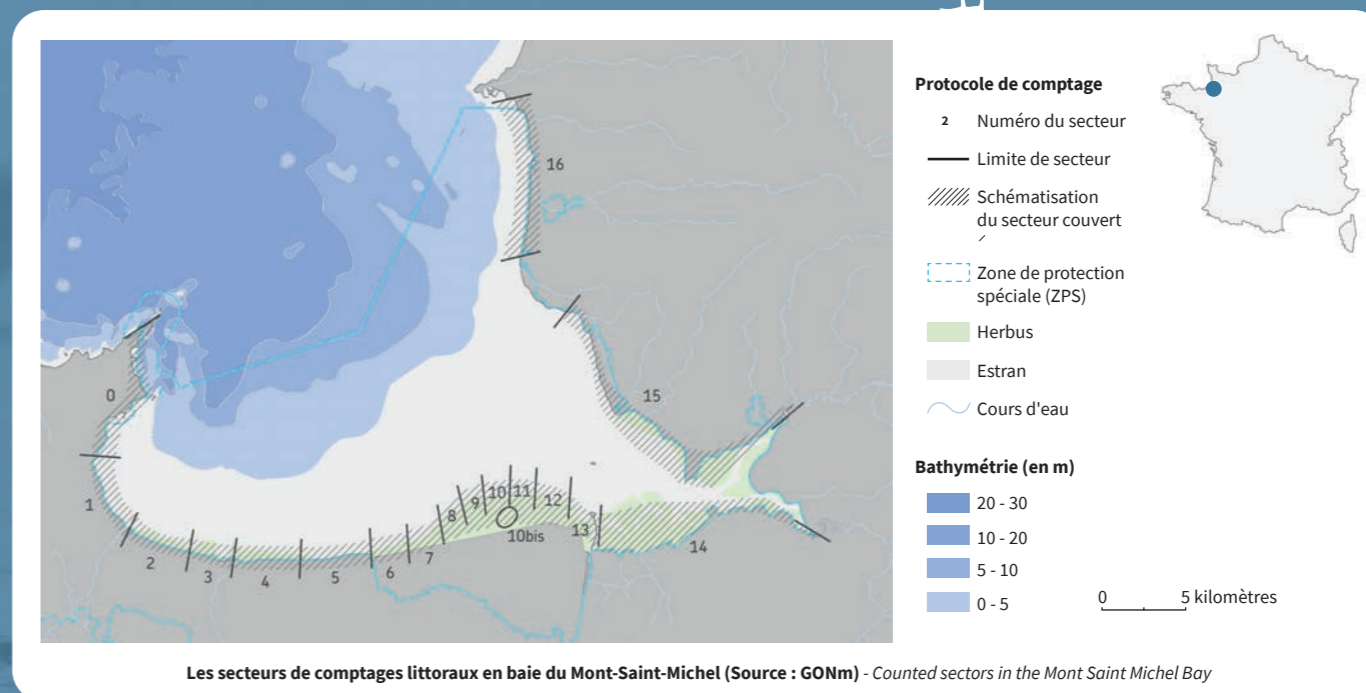 16
0
15
1
10
11
9
12
8
13
10bis
14
2
7
6
3
5
4
Protocole de comptage
2 Numéro du secteur
Limite de secteur
Schématisation
du secteur couvert
Zone de protection
spéciale (ZPS)
Herbus
Estran
Cours d'eau
Bathymétrie (en m)
20 - 30
10 - 20
5 - 10
0 - 5
0 5 kilomètres
Les secteurs de comptages littoraux en baie du Mont-Saint-Michel (Source : GONm) - Counted sectors in the Mont Saint Michel Bay